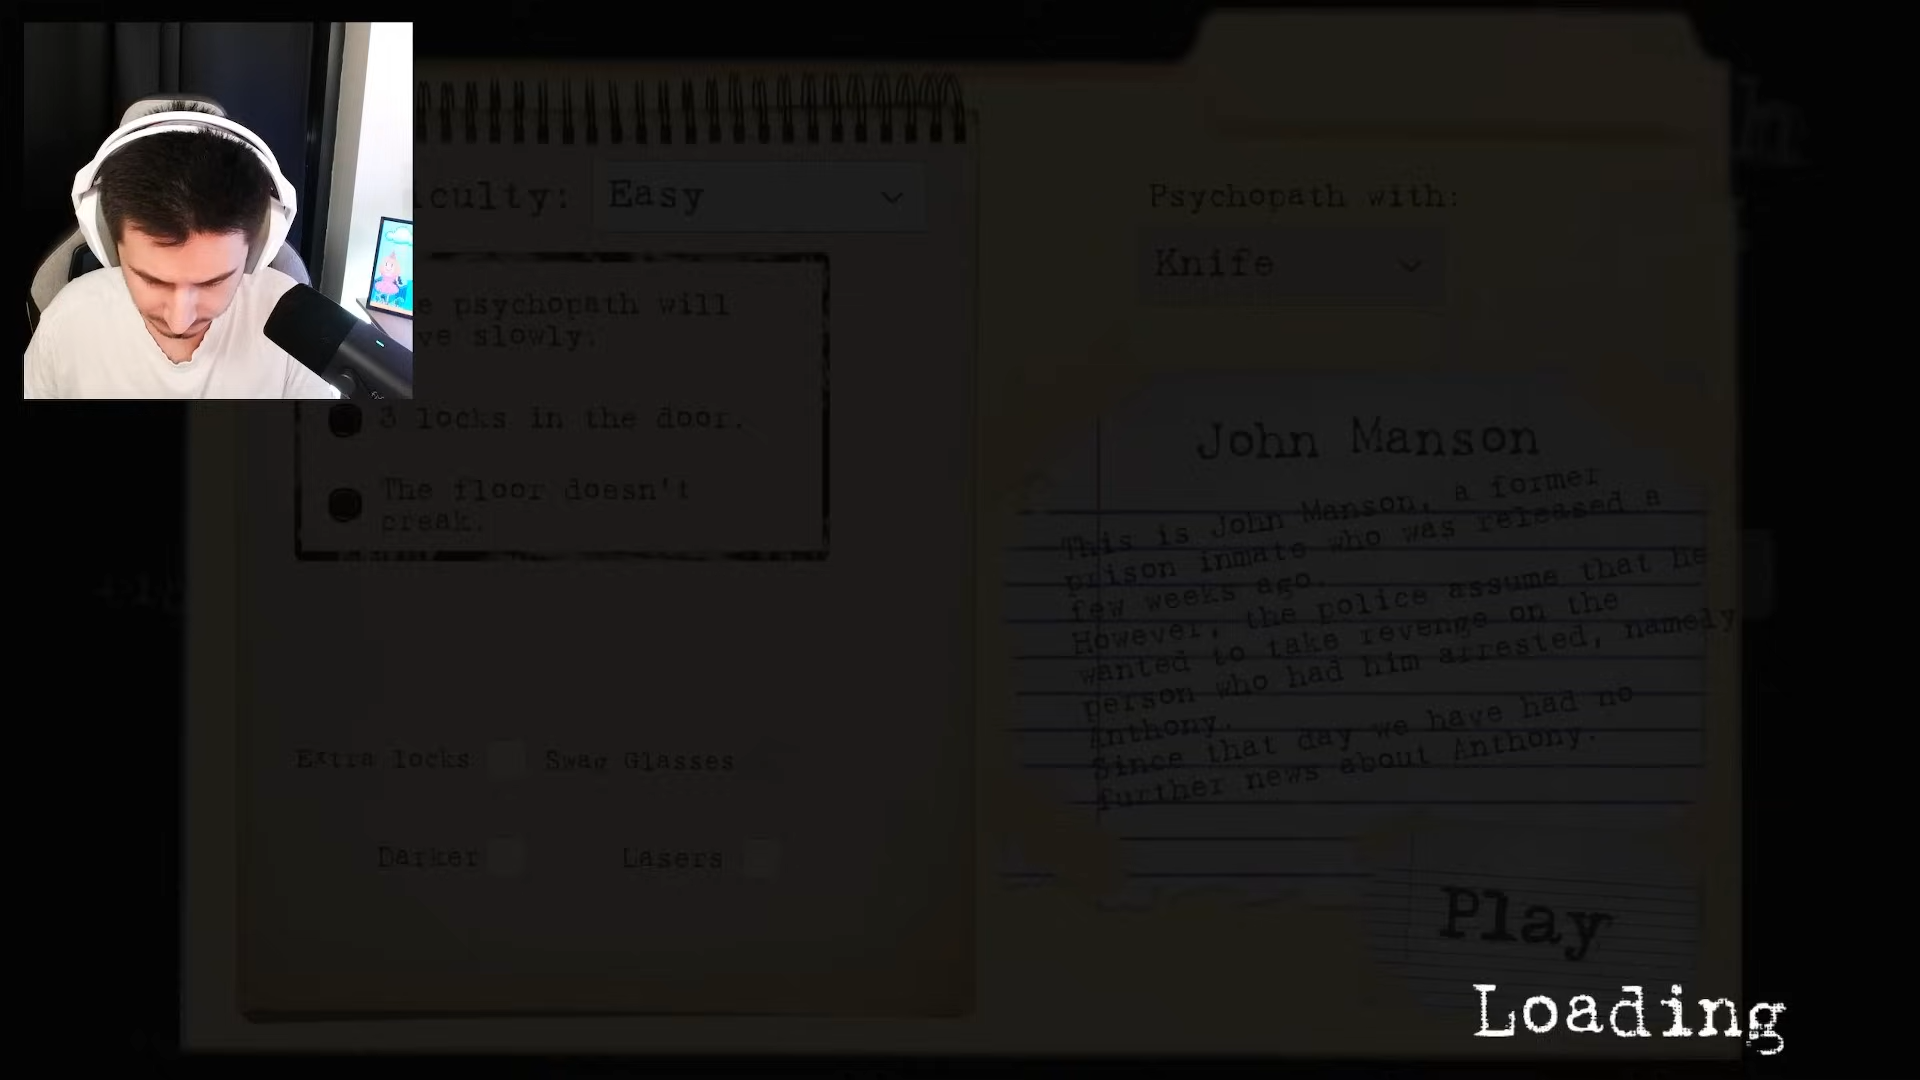 culty: Easy
e psychopath will
ve slowly.
3 locks in the door.
The floor doesn't
creak.
Extra locks
Swag Glasses
Darker
Lasers
Psychopath with:
Knife
John Manson
This is John Manson, a former
prison inmate who was released a
few weeks ago.
However, the police assume that he
wanted to take revenge on the
person who had him arrested, namely
Anthony.
Since that day we have had no
further news about Anthony.
Play
Loading